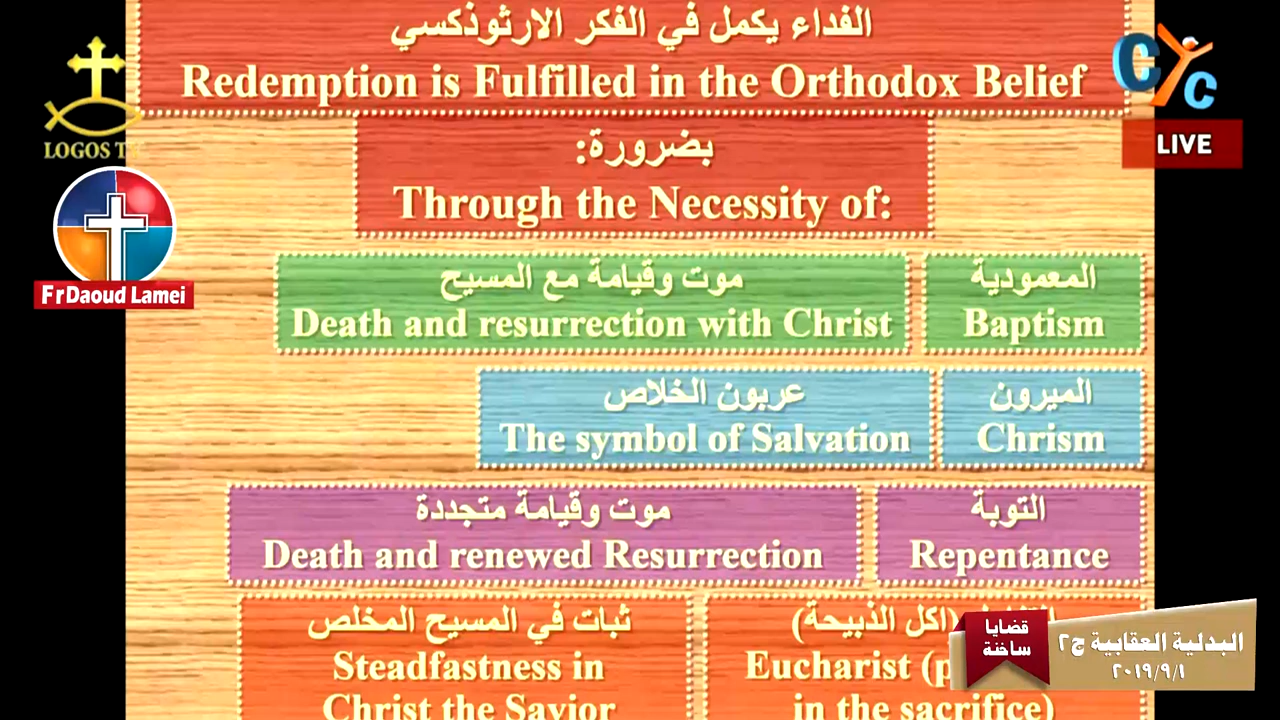 الفداء يكمل في الفكر الارثوذكسي
Redemption is Fulfilled in the Orthodox Belief
بضرورة:
Through the Necessity of:
المعمودية
Baptism
موت وقيامة مع المسيح
Death and resurrection with Christ
الميرون
Chrism
عربون الخلاص
The symbol of Salvation
التوبة
Repentance
موت وقيامة متجددة
Death and renewed Resurrection
(اكل الذبيحة)
Eucharist
in the sacrifice)
ثبات في المسيح المخلص
Steadfastness in
Christ the Savior
LOGOS
Fr Daoud Lamei
CYC
LIVE
قضايا
ساخنة
البدلية العقابية ج٢
٢٠١٩/٩/١